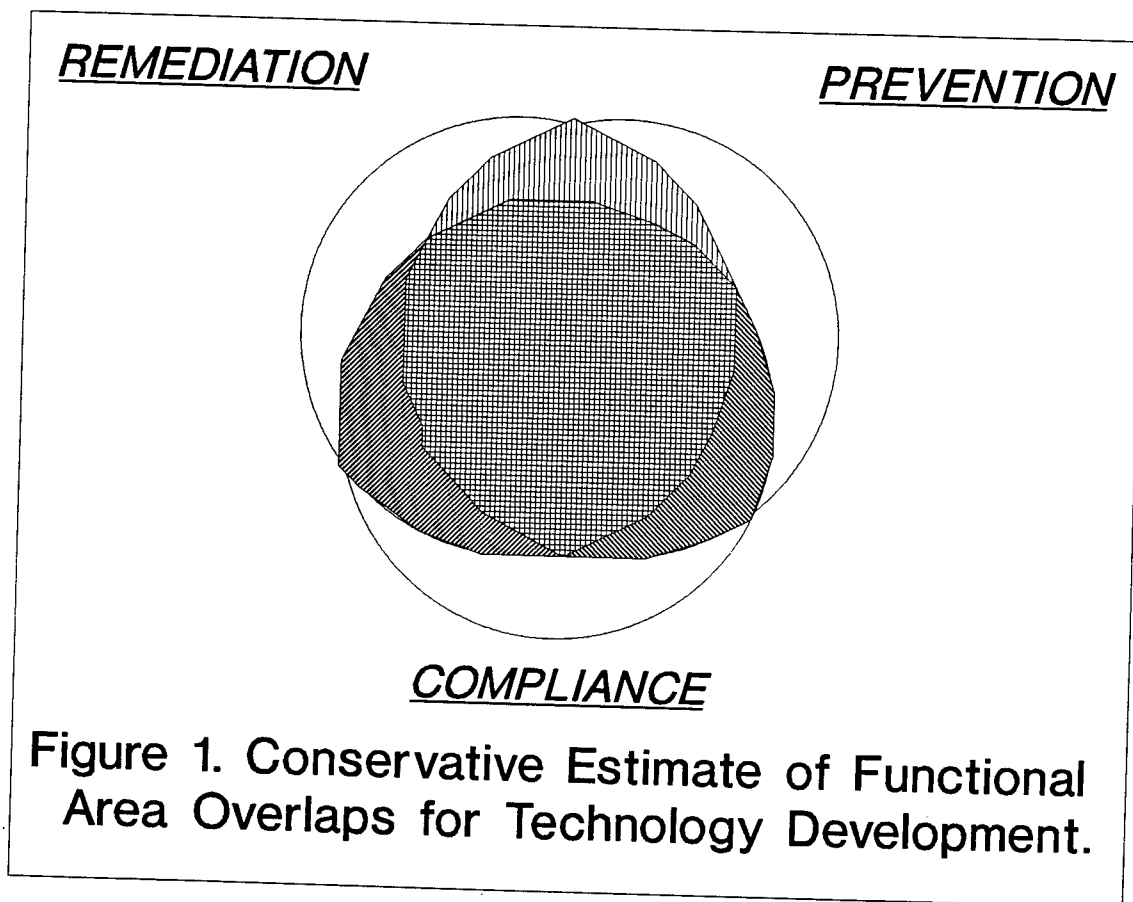 REMEDIATION
PREVENTION
COMPLIANCE
Figure 1. Conservative Estimate of Functional
Area Overlaps for Technology Development.